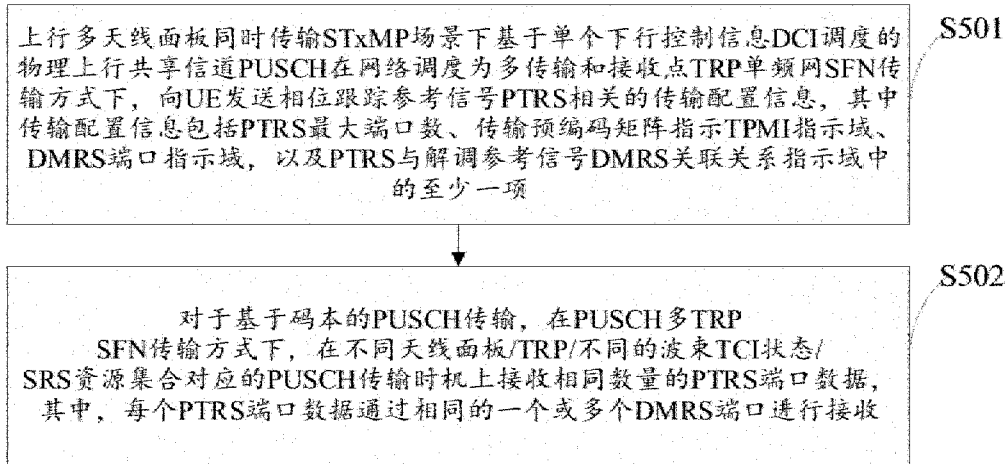 上行多天线面板同时传输STxMP场景下基于单个下行控制信息DCI调度的
物理上行共享信道PUSCH在网络调度为多传输和接收点TRP单频网SFN传
输方式下，向UE发送相位跟踪参考信号PTRS相关的传输配置信息，其中
传输配置信息包括PTRS最大端口数、传输预编码矩阵指示TPMI指示域、
DMRS端口指示域，以及PTRS与解调参考信号DMRS关联关系指示域中
的至少一项
S501
对于基于码本的PUSCH传输，在PUSCH多TRP
SFN传输方式下，在不同天线面板/TRP/不同的波束TCI状态/
SRS资源集合对应的PUSCH传输时机上接收相同数量的PTRS端口数据，
其中，每个PTRS端口数据通过相同的一个或多个DMRS端口进行接收
S502